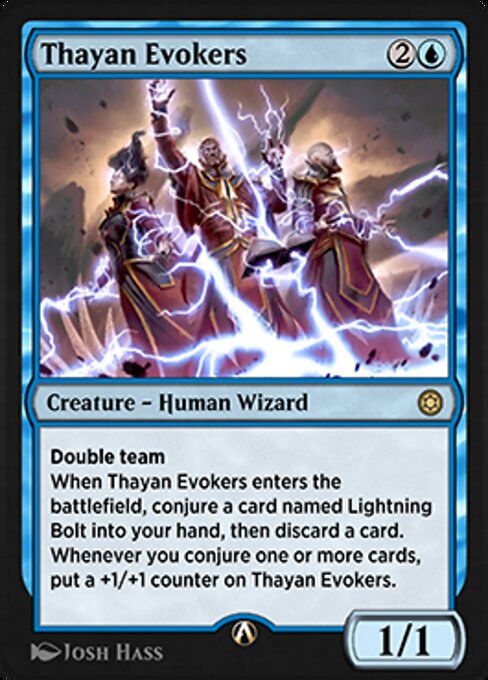 Thayan Evokers 2
Creature – Human Wizard
Double team
When Thayan Evokers enters the
battlefield, conjure a card named Lightning
Bolt into your hand, then discard a card.
Whenever you conjure one or more cards,
put a +1/+1 counter on Thayan Evokers.
1/1
Josh Hass